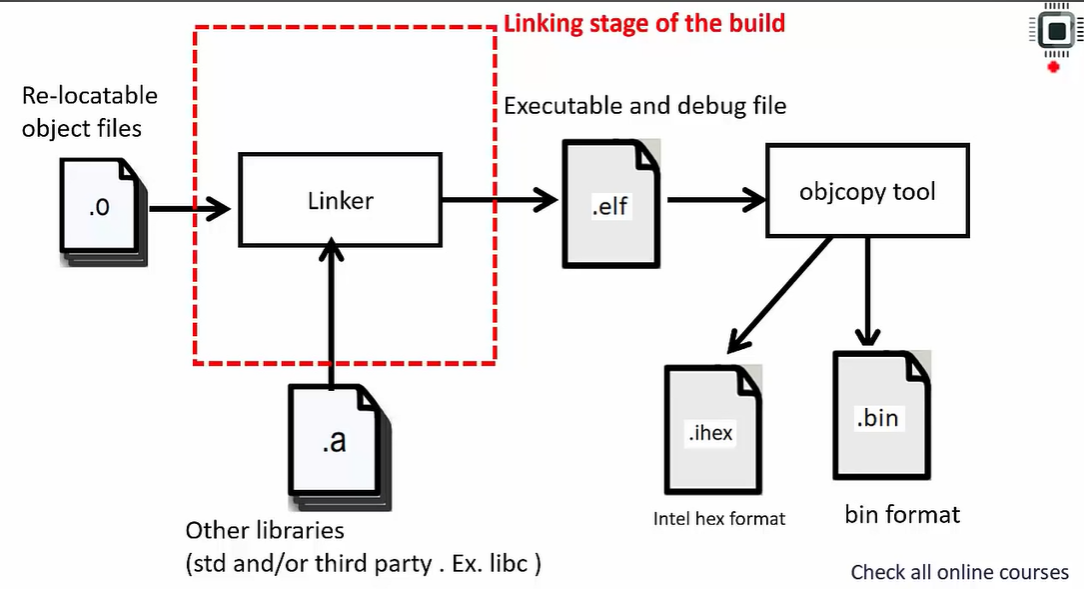 Linking stage of the build
Re-locatable
object files
Executable and debug file
.o
Linker
.elf
objcopy tool
.a
.ihex
.bin
Intel hex format
bin format
Other libraries
(std and/or third party . Ex. libc )
Check all online courses